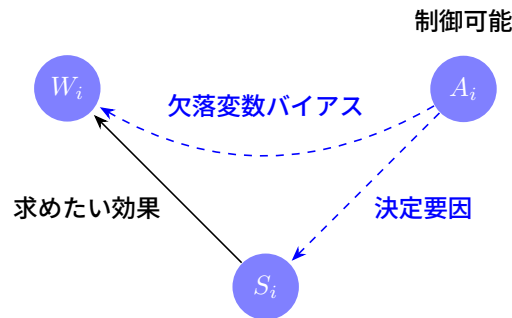 制御可能
W_i
A_i
欠落変数バイアス
求めたい効果
決定要因
S_i